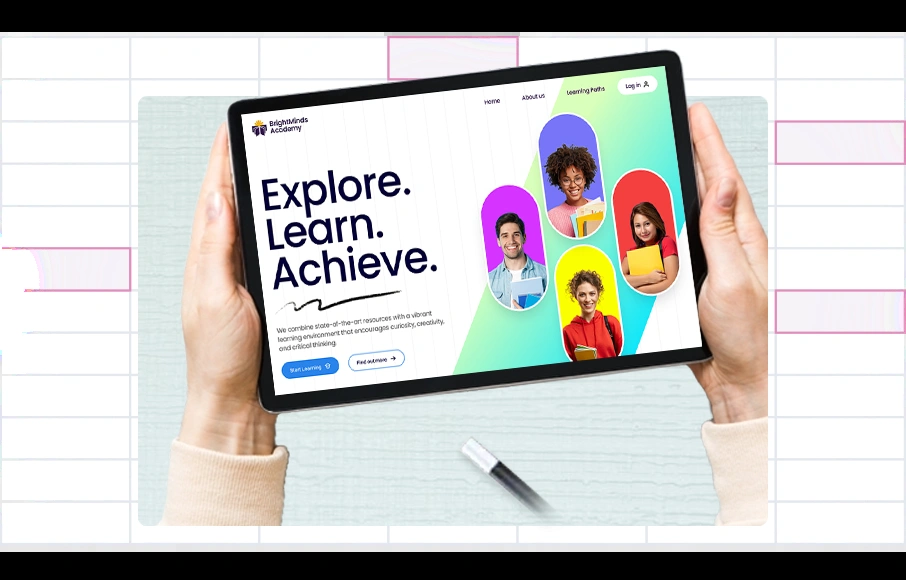 BrightMinds
Academy
Home
About us
Learning Paths
Log in
Explore.
Learn.
Achieve.
We combine state-of-the-art resources with a vibrant
learning environment that encourages curiosity, creativity,
and critical thinking.
Start Learning
Find out more